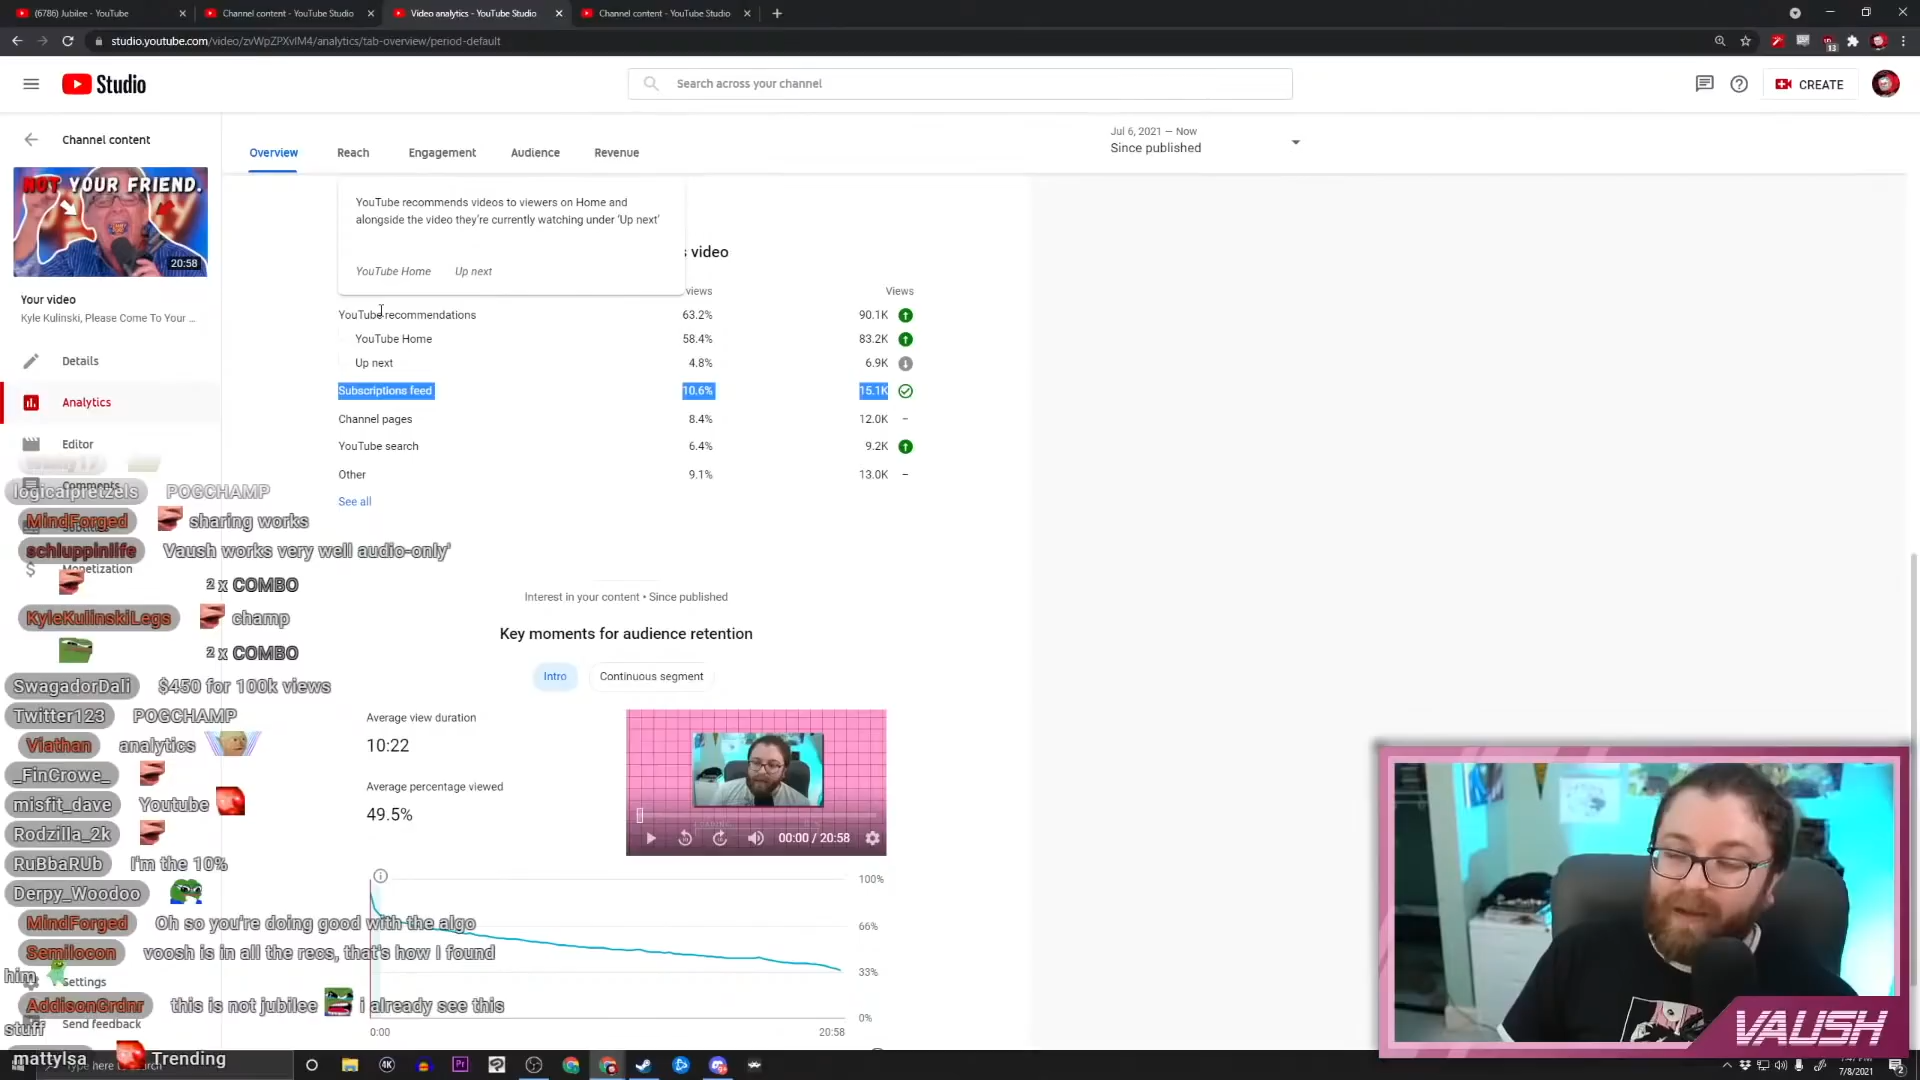 (6786) Jubilee - YouTube
Channel content - YouTube Studio
Video analytics - YouTube Studio
Channel content - YouTube Studio
studio.youtube.com/video/zvWpZPXvIM4/analytics/tab-overview/period-default
13
Studio
Search across your channel
CREATE
Channel content
NOT YOUR FRIEND.
20:58
Your video
Kyle Kulinski, Please Come To Your ...
Details
Analytics
Editor
Comments
Monetization
Settings
Send feedback
Overview
Reach
Engagement
Audience
Revenue
Jul 6, 2021 – Now
Since published
YouTube recommends videos to viewers on Home and
alongside the video they're currently watching under 'Up next'
YouTube Home Up next
s video
views Views
YouTube recommendations 63.2% 90.1K
YouTube Home 58.4% 83.2K
Up next 4.8% 6.9K
Subscriptions feed 10.6% 15.1K
Channel pages 8.4% 12.0K –
YouTube search 6.4% 9.2K
Other 9.1% 13.0K –
See all
Interest in your content • Since published
Key moments for audience retention
Intro
Continuous segment
Average view duration
10:22
Average percentage viewed
49.5%
00:00 / 20:58
100%
66%
33%
0%
0:00
20:58
logicalpretzels POGCHAMP
MindForged sharing works
schluppinlife Vaush works very well audio-only'
2 x COMBO
KyleKulinskiLegs champ
2 x COMBO
SwagadorDali $450 for 100k views
Twitter123 POGCHAMP
Viathan analytics
_FinCrowe_
misfit_dave Youtube
Rodzilla_2k
RuBbaRUb I'm the 10%
Derpy_Woodoo
MindForged Oh so you're doing good with the algo
Semilocon voosh is in all the recs, that's how I found
him
AddisonGrdnr this is not jubilee i already see this
stuff
mattylsa Trending
VAUSH
7/8/2021